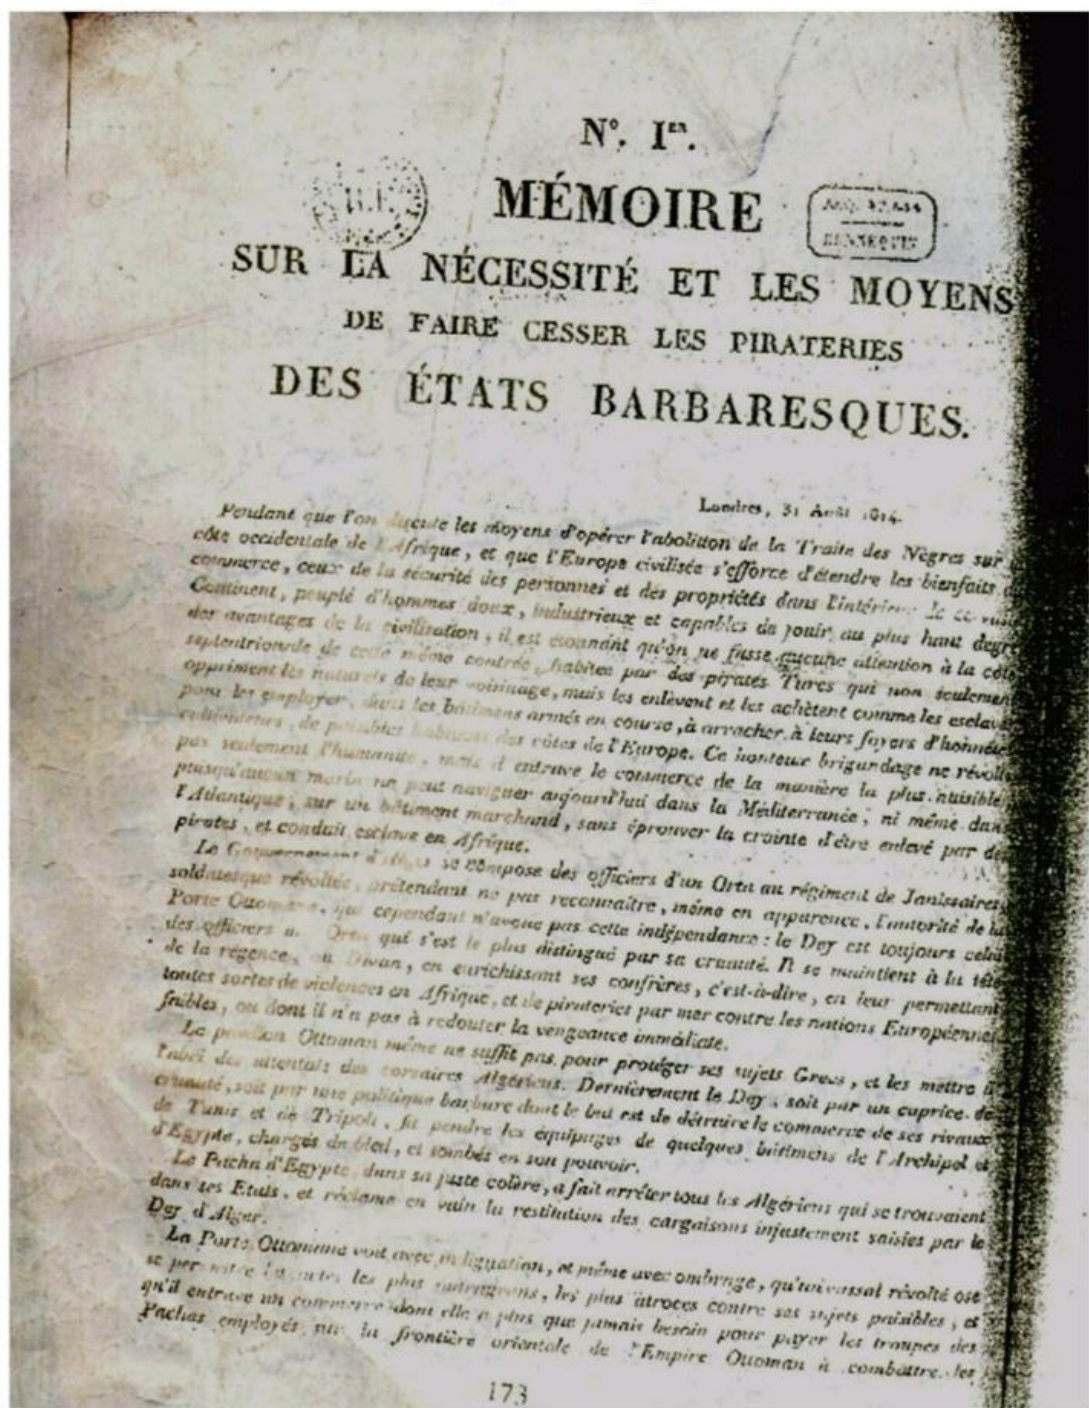 N°. Ier.
MÉMOIRE
SUR LA NÉCESSITÉ ET LES MOYENS
DE FAIRE CESSER LES PIRATERIES
DES ÉTATS BARBARESQUES.
Londres, 31 Août 1814.
Pendant que l'on discute les moyens d'opérer l'abolition de la Traite des Nègres sur
côte occidentale de l'Afrique, et que l'Europe civilisée s'efforce d'étendre les bienfaits
commerce, ceux de la sécurité des personnes et des propriétés dans l'intérieur de ce vaste
Continent, peuplé d'hommes doux, industrieux et capables de jouir au plus haut degré
des avantages de la civilisation, il est étonnant qu'on ne fasse aucune attention à la côte
septentrionale de cette même contrée, habitée par des pirates Turcs qui non seulement
oppriment les naturels de leur voisinage, mais les enlèvent et les achètent comme les esclaves
pour les employer, dans les bâtimens armés en course, à arracher à leurs foyers d'honnêtes
cultivateurs, de paisibles habitans des côtes de l'Europe. Ce honteux brigandage ne révolte
pas seulement l'humanité, mais il entrave le commerce de la manière la plus nuisible,
puisqu'aucun marin ne peut naviguer aujourd'hui dans la Méditerranée, ni même dans
l'Atlantique, sur un bâtiment marchand, sans éprouver la crainte d'être enlevé par des
pirates, et conduit esclave en Afrique.
Le Gouvernement d'Alger se compose des officiers d'un Orta au régiment de Janissaires,
soldatesque révoltée, prétendant ne pas reconnaître, même en apparence, l'autorité de la
Porte Ottomane, qui cependant n'avoue pas cette indépendance : le Dey est toujours celui
des officiers Orta qui s'est le plus distingué par sa cruauté. Il se maintient à la tête
de la régence, ou Divan, en enrichissant ses confrères, c'est-à-dire, en leur permettant
toutes sortes de violences en Afrique, et de pirateries par mer contre les nations Européennes
faibles, ou dont il n'a pas à redouter la vengeance immédiate.
Le pavillon Ottoman même ne suffit pas pour protéger ses sujets Grecs, et les mettre à
l'abri des attentats des corsaires Algériens. Dernièrement le Dey, soit par un caprice de
cruauté, soit par une politique barbare dont le but est de détruire le commerce de ses rivaux
de Tunis et de Tripoli, fit pendre les équipages de quelques bâtimens de l'Archipel et
d'Egypte, chargés de bled, et tombés en son pouvoir.
Le Pacha d'Egypte, dans sa juste colère, a fait arrêter tous les Algériens qui se trouvaient
dans ses Etats, et réclame en vain la restitution des cargaisons injustement saisies par le
Dey d'Alger.
La Porte Ottomane voit avec indignation, et même avec ombrage, qu'un vassal révolté ose
se permettre les plus outrageans, les plus atroces contre ses sujets paisibles, et
qu'il entrave un commerce dont elle a plus que jamais besoin pour payer les troupes des
Pachas employés sur la frontière orientale de l'Empire Ottoman à combattre les
173